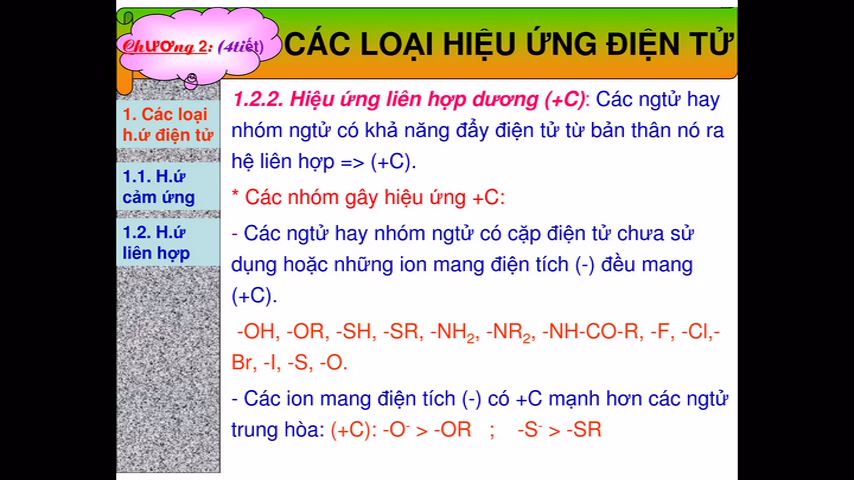 Chương 2: (4tiết)
CÁC LOẠI HIỆU ỨNG ĐIỆN TỬ
1. Các loại
h.ứ điện tử
1.1. H.ứ
cảm ứng
1.2. H.ứ
liên hợp
1.2.2. Hiệu ứng liên hợp dương (+C): Các ngtử hay
nhóm ngtử có khả năng đẩy điện tử từ bản thân nó ra
hệ liên hợp => (+C).
* Các nhóm gây hiệu ứng +C:
- Các ngtử hay nhóm ngtử có cặp điện tử chưa sử
dụng hoặc những ion mang điện tích (-) đều mang
(+C).
-OH, -OR, -SH, -SR, -NH₂, -NR₂, -NH-CO-R, -F, -Cl,-
Br, -I, -S, -O.
- Các ion mang điện tích (-) có +C mạnh hơn các ngtử
trung hòa: (+C): -O⁻ > -OR ; -S⁻ > -SR